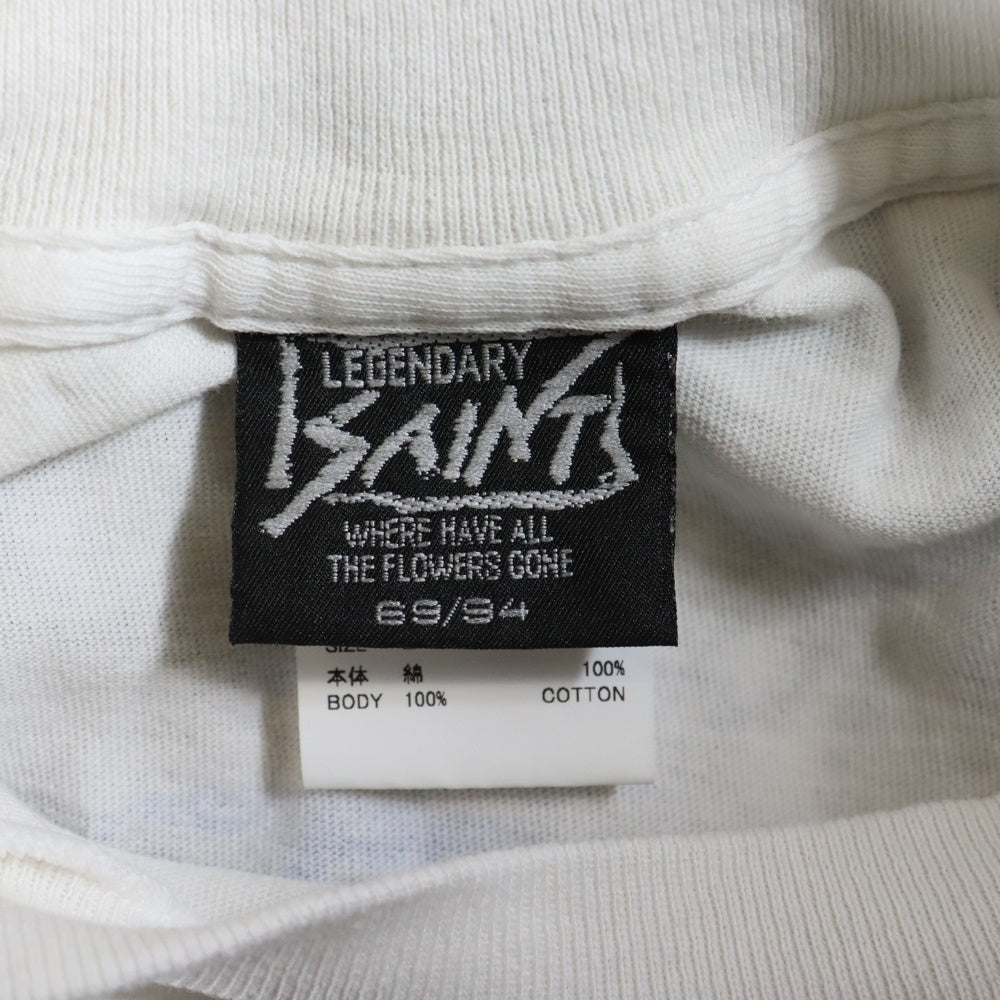 LEGENDARY
SAINTS
WHERE HAVE ALL
THE FLOWERS GONE
69/94
SIZE
本体 綿 100%
BODY 100% COTTON